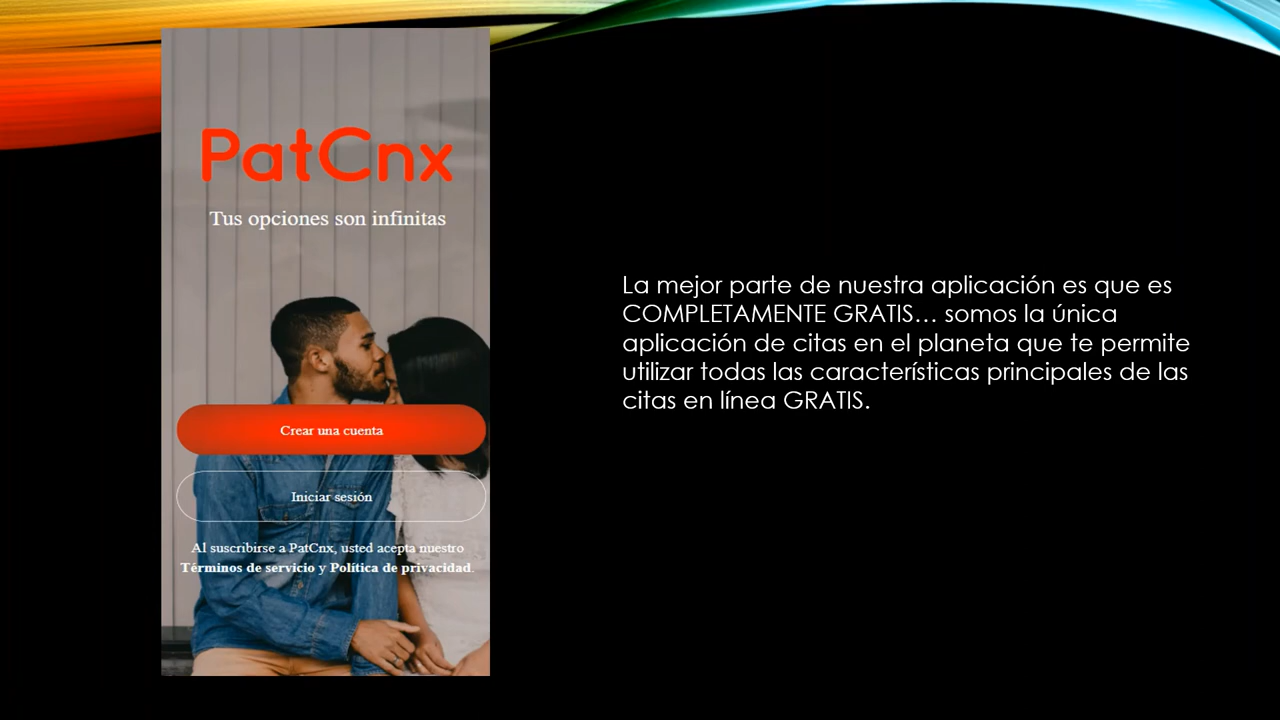 PatCnx
Tus opciones son infinitas
Crear una cuenta
Iniciar sesión
Al suscribirse a PatCnx, usted acepta nuestro
Términos de servicio y Política de privacidad.
La mejor parte de nuestra aplicación es que es
COMPLETAMENTE GRATIS… somos la única
aplicación de citas en el planeta que te permite
utilizar todas las características principales de las
citas en línea GRATIS.